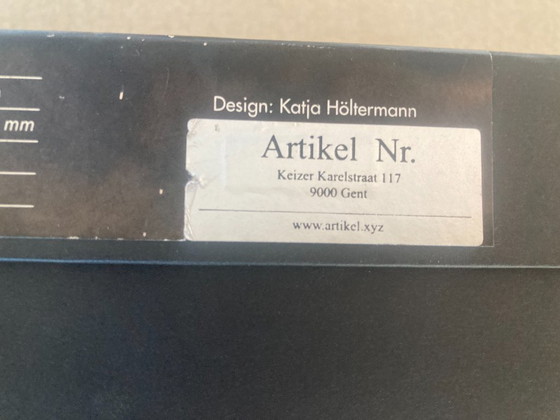 mm
Design: Katja Höltermann
Artikel Nr.
Keizer Karelstraat 117
9000 Gent
www.artikel.xyz